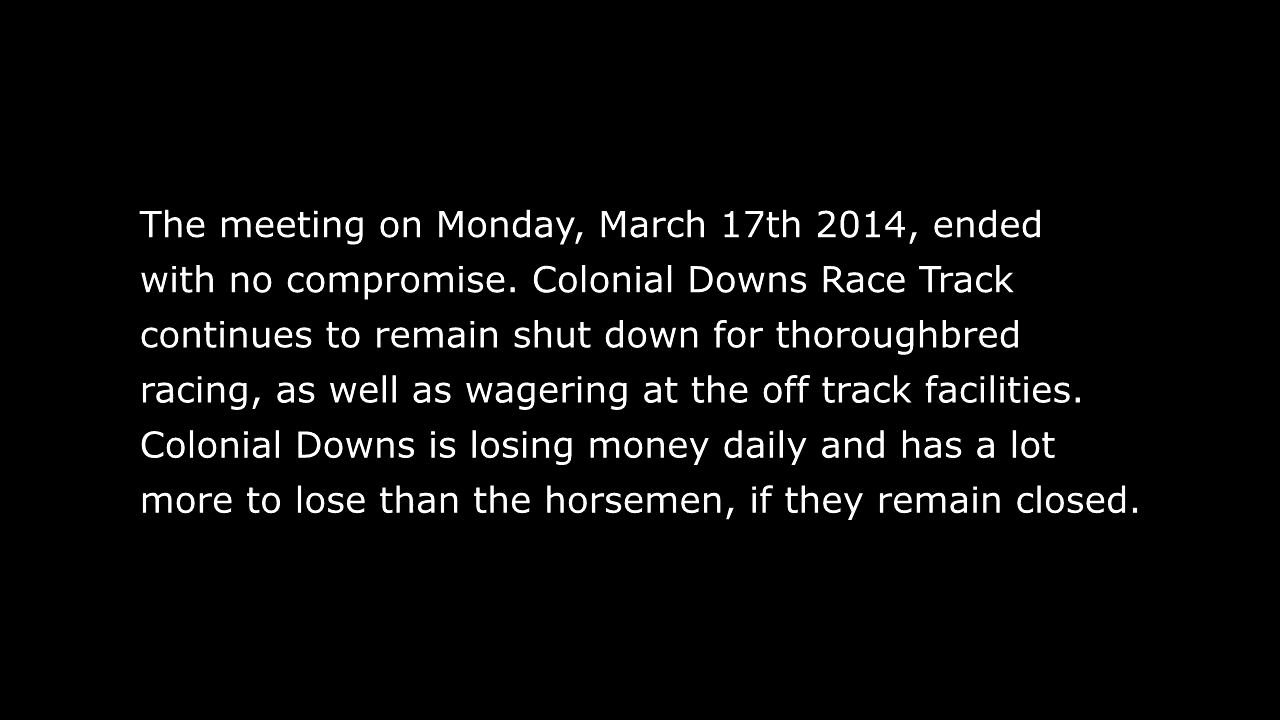 The meeting on Monday, March 17th 2014, ended
with no compromise. Colonial Downs Race Track
continues to remain shut down for thoroughbred
racing, as well as wagering at the off track facilities.
Colonial Downs is losing money daily and has a lot
more to lose than the horsemen, if they remain closed.